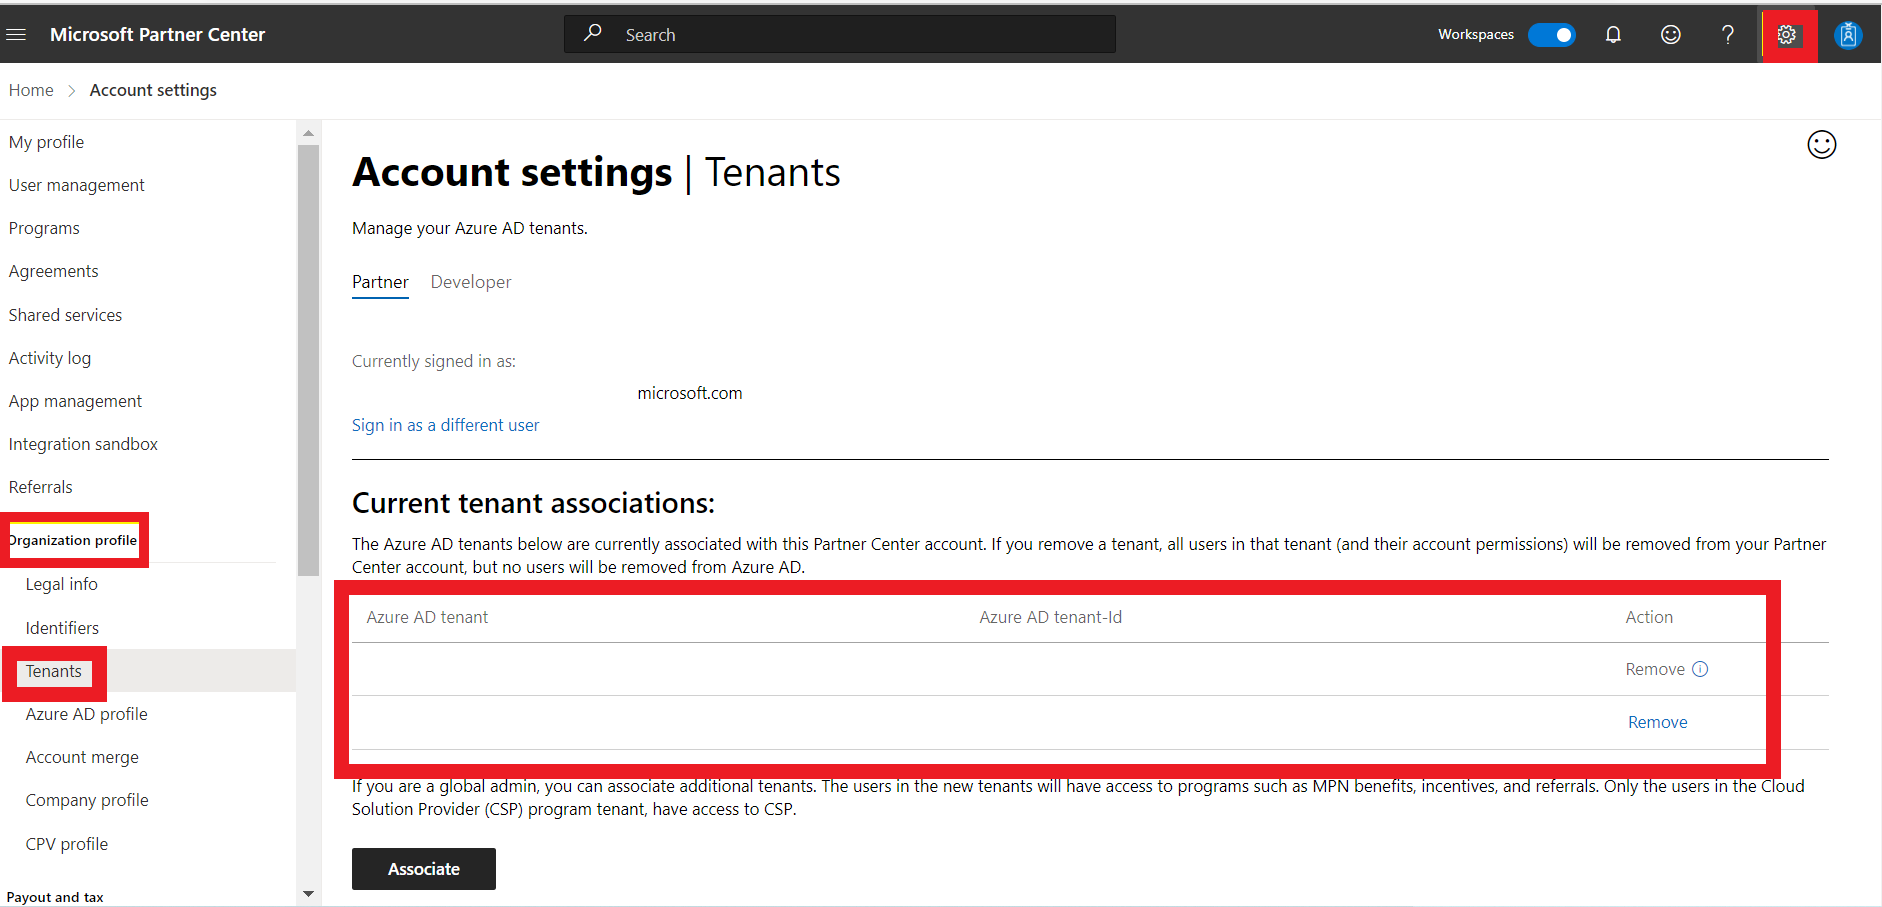 Microsoft Partner Center
Search
Workspaces
Home > Account settings
My profile
User management
Programs
Agreements
Shared services
Activity log
App management
Integration sandbox
Referrals
Organization profile
Legal info
Identifiers
Tenants
Azure AD profile
Account merge
Company profile
CPV profile
Payout and tax
Account settings | Tenants
Manage your Azure AD tenants.
Partner Developer
Currently signed in as:
microsoft.com
Sign in as a different user
Current tenant associations:
The Azure AD tenants below are currently associated with this Partner Center account. If you remove a tenant, all users in that tenant (and their account permissions) will be removed from your Partner
Center account, but no users will be removed from Azure AD.
Azure AD tenant Azure AD tenant-Id Action
Remove
Remove
If you are a global admin, you can associate additional tenants. The users in the new tenants will have access to programs such as MPN benefits, incentives, and referrals. Only the users in the Cloud
Solution Provider (CSP) program tenant, have access to CSP.
Associate